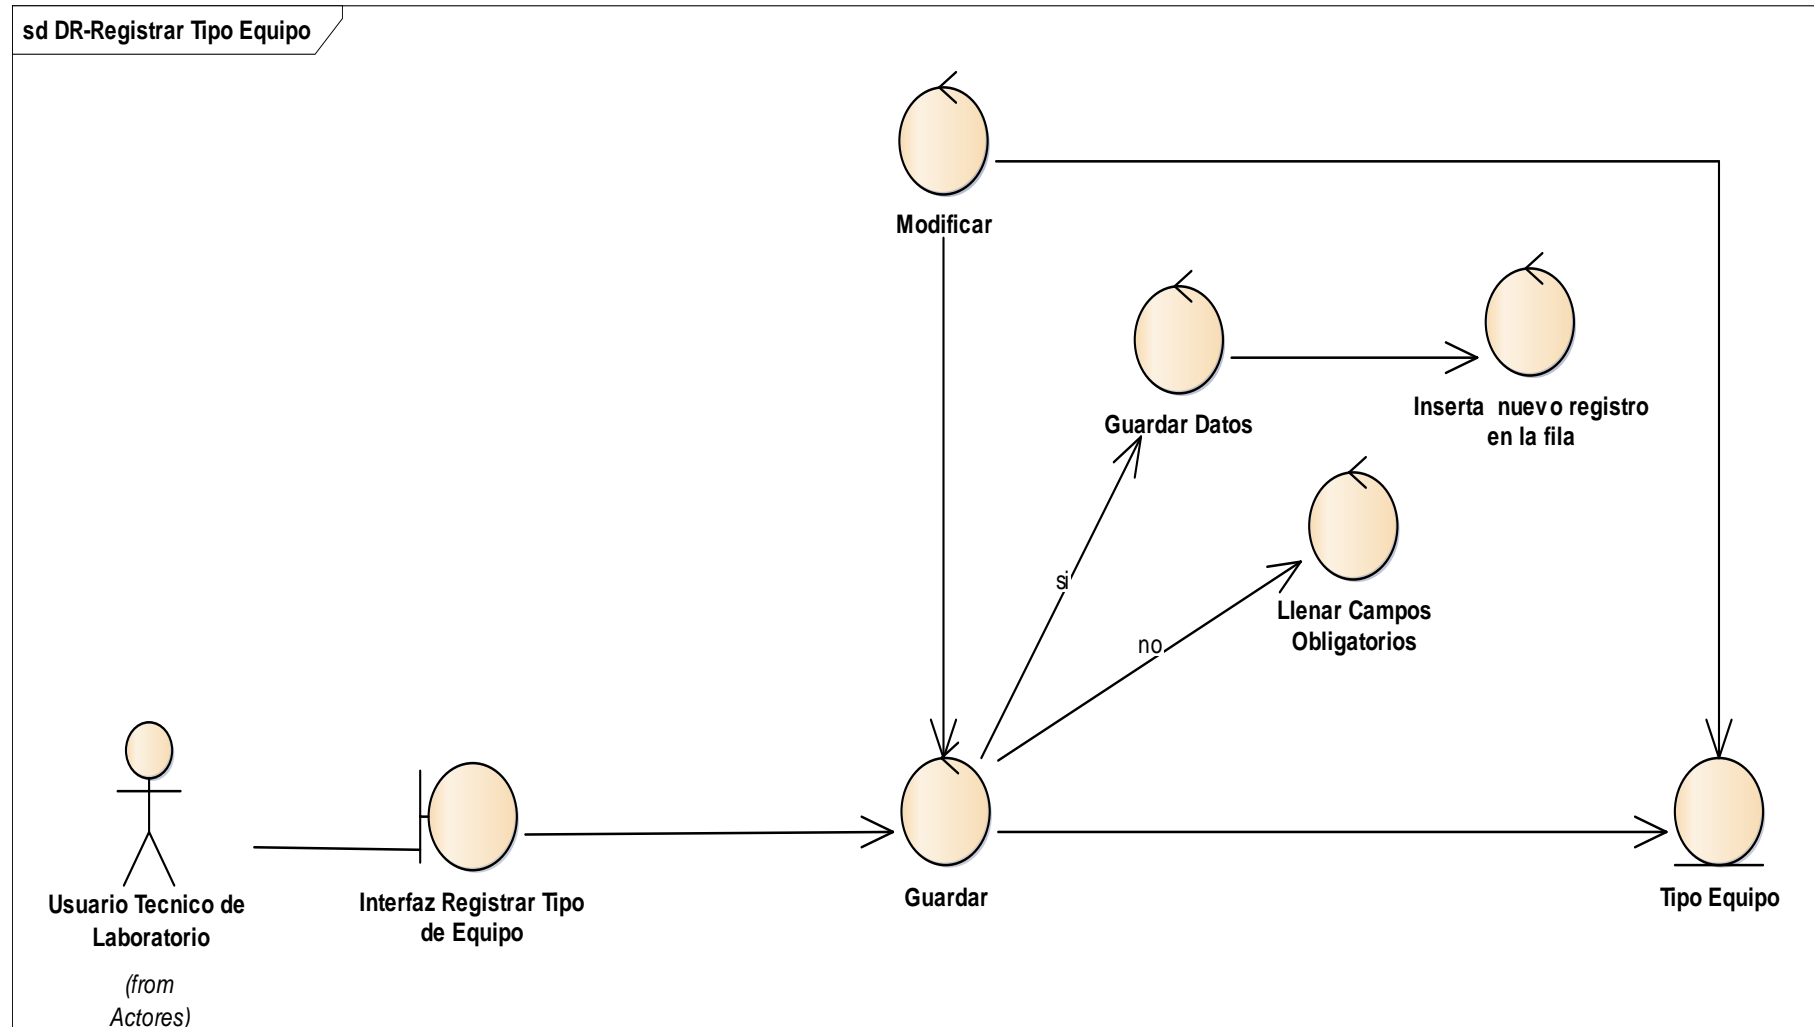 sd DR-Registrar Tipo Equipo
Modificar
Guardar Datos
Inserta nuevo registro
en la fila
si
no
Llenar Campos
Obligatorios
Usuario Tecnico de
Laboratorio
(from
Actores)
Interfaz Registrar Tipo
de Equipo
Guardar
Tipo Equipo